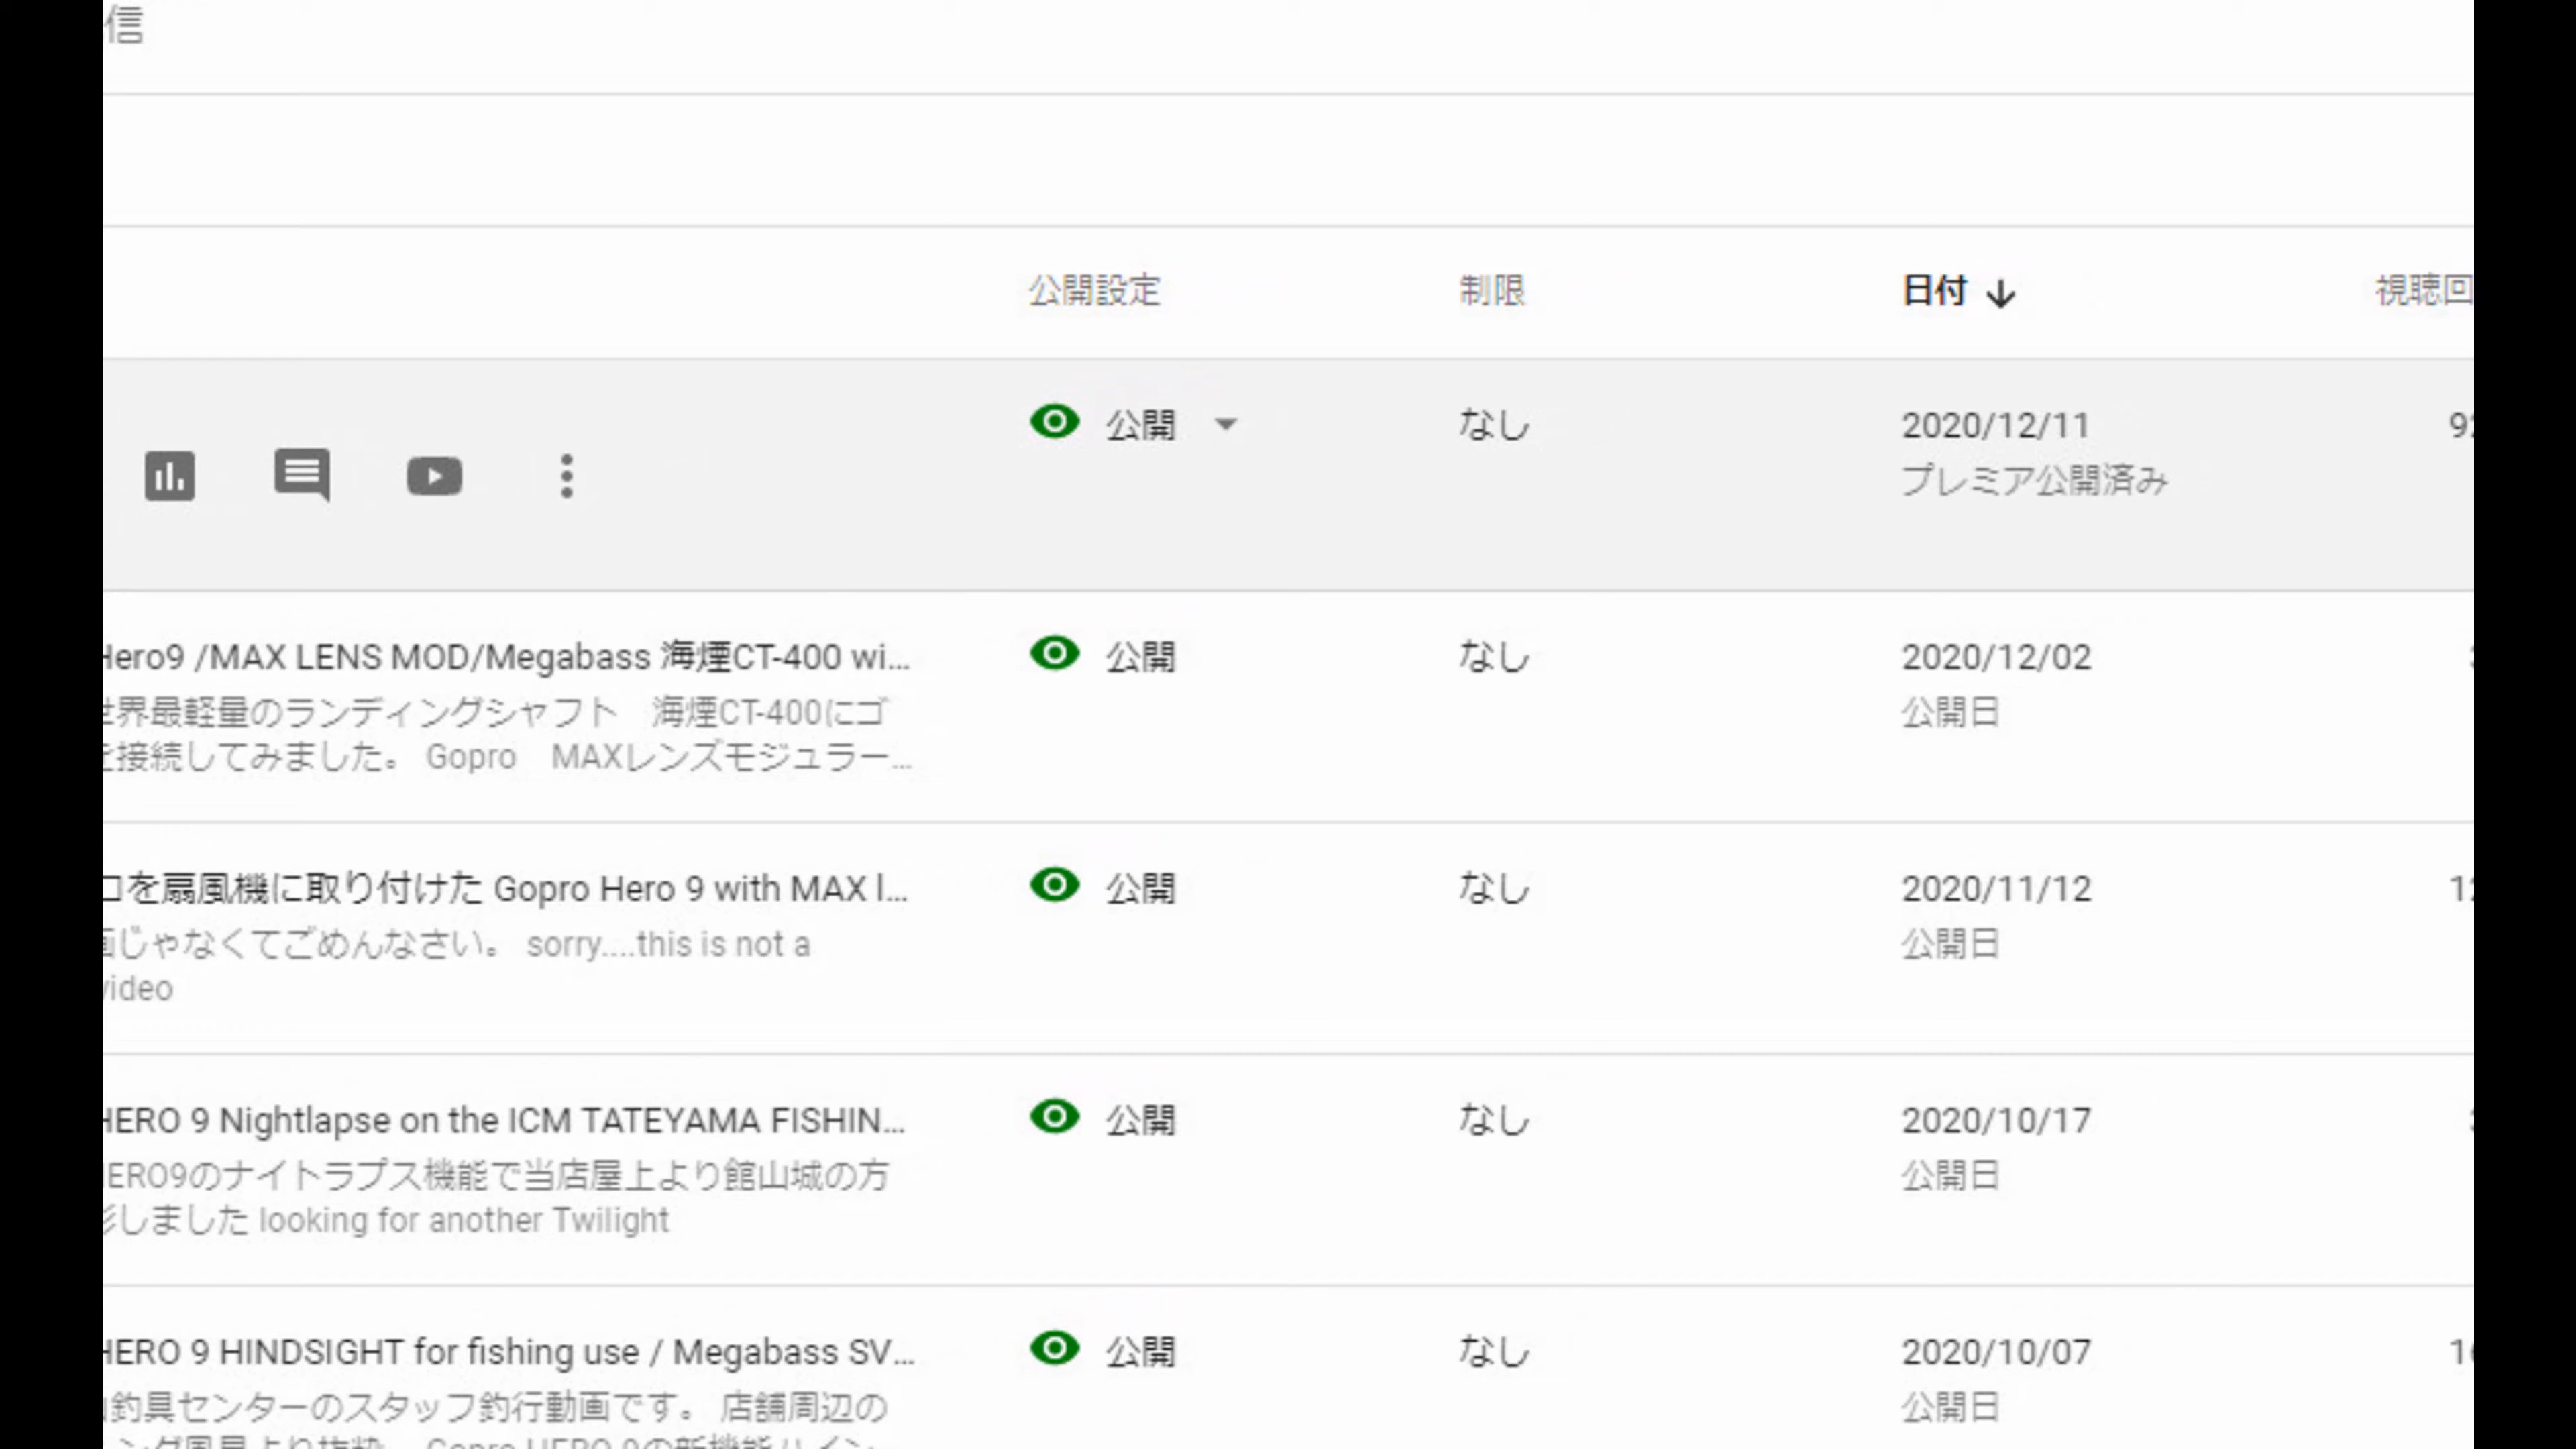 信
公開設定 制限 日付 視聴回
公開 なし 2020/12/11
プレミア公開済み
Hero9 /MAX LENS MOD/Megabass 海煙CT-400 wi... 公開 なし 2020/12/02
世界最軽量のランディングシャフト 海煙CT-400にゴ 公開日
を接続してみました。 Gopro MAXレンズモジュラー...
ロを扇風機に取り付けた Gopro Hero 9 with MAX l... 公開 なし 2020/11/12
画じゃなくてごめんなさい。 sorry....this is not a 公開日
video
HERO 9 Nightlapse on the ICM TATEYAMA FISHIN... 公開 なし 2020/10/17
HERO9のナイトラプス機能で当店屋上より館山城の方 公開日
影しました looking for another Twilight
HERO 9 HINDSIGHT for fishing use / Megabass SV... 公開 なし 2020/10/07
釣具センターのスタッフ釣行動画です。 店舗周辺の 公開日